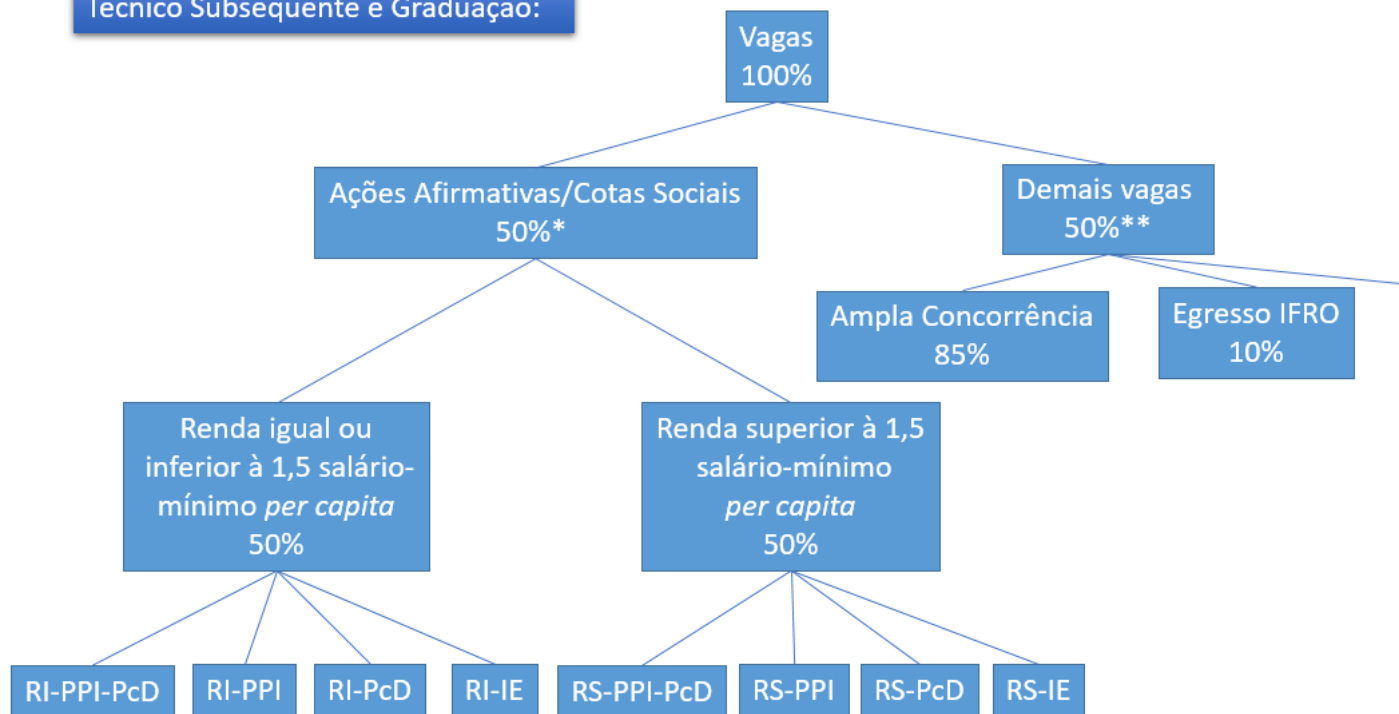 Técnico Subsequente e Graduação:
Vagas
100%
Ações Afirmativas/Cotas Sociais
50%*
Demais vagas
50%**
Ampla Concorrência
85%
Egresso IFRO
10%
Renda igual ou
inferior à 1,5 salário-
mínimo per capita
50%
Renda superior à 1,5
salário-mínimo
per capita
50%
RI-PPI-PcD
RI-PPI
RI-PcD
RI-IE
RS-PPI-PcD
RS-PPI
RS-PcD
RS-IE